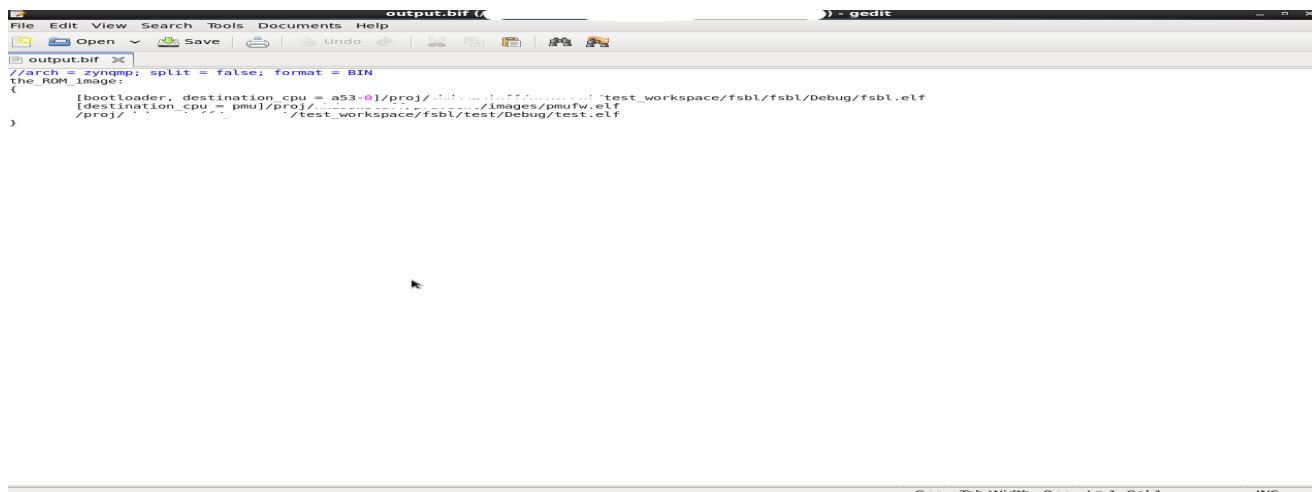 output.bif (/ )) - gedit
File Edit View Search Tools Documents Help
Open Save Undo
output.bif
//arch = zynqmp; split = false; format = BIN
the_ROM_image:
{
[bootloader, destination_cpu = a53-0]/proj/ test_workspace/fsbl/fsbl/Debug/fsbl.elf
[destination_cpu = pmu]/proj/ /images/pmufw.elf
/proj/ /test_workspace/fsbl/test/Debug/test.elf
}